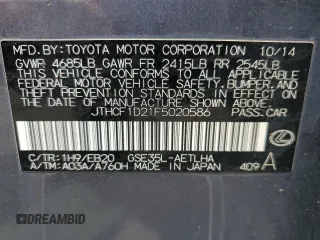 MFD.BY:TOYOTA MOTOR CORPORATION 10/14
GVWR 4685LB GAWR FR 2415LB RR 2545LB
THIS VEHICLE CONFORMS TO ALL APPLICABLE
FEDERAL MOTOR VEHICLE SAFETY, BUMPER, AND
THEFT PREVENTION STANDARDS IN EFFECT ON
THE DATE OF MANUFACTURE SHOWN ABOVE.
JTHCF1D21F5020586 PASS.CAR
C/TR:1H9/EB20 GSE35L-AETLHA
A/TM:A03A/A760H MADE IN JAPAN 409 A